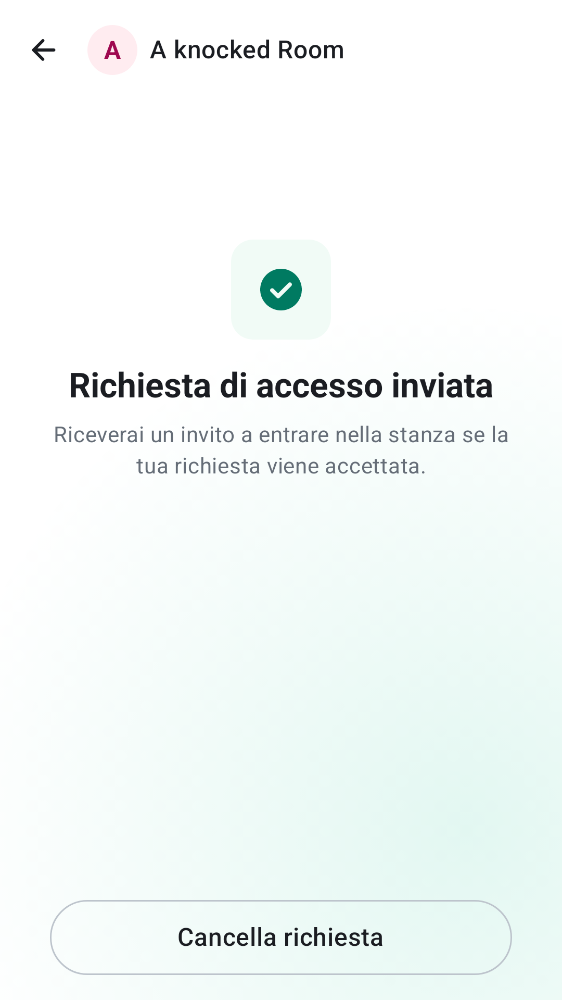 A
A knocked Room
Richiesta di accesso inviata
Riceverai un invito a entrare nella stanza se la
tua richiesta viene accettata.
Cancella richiesta